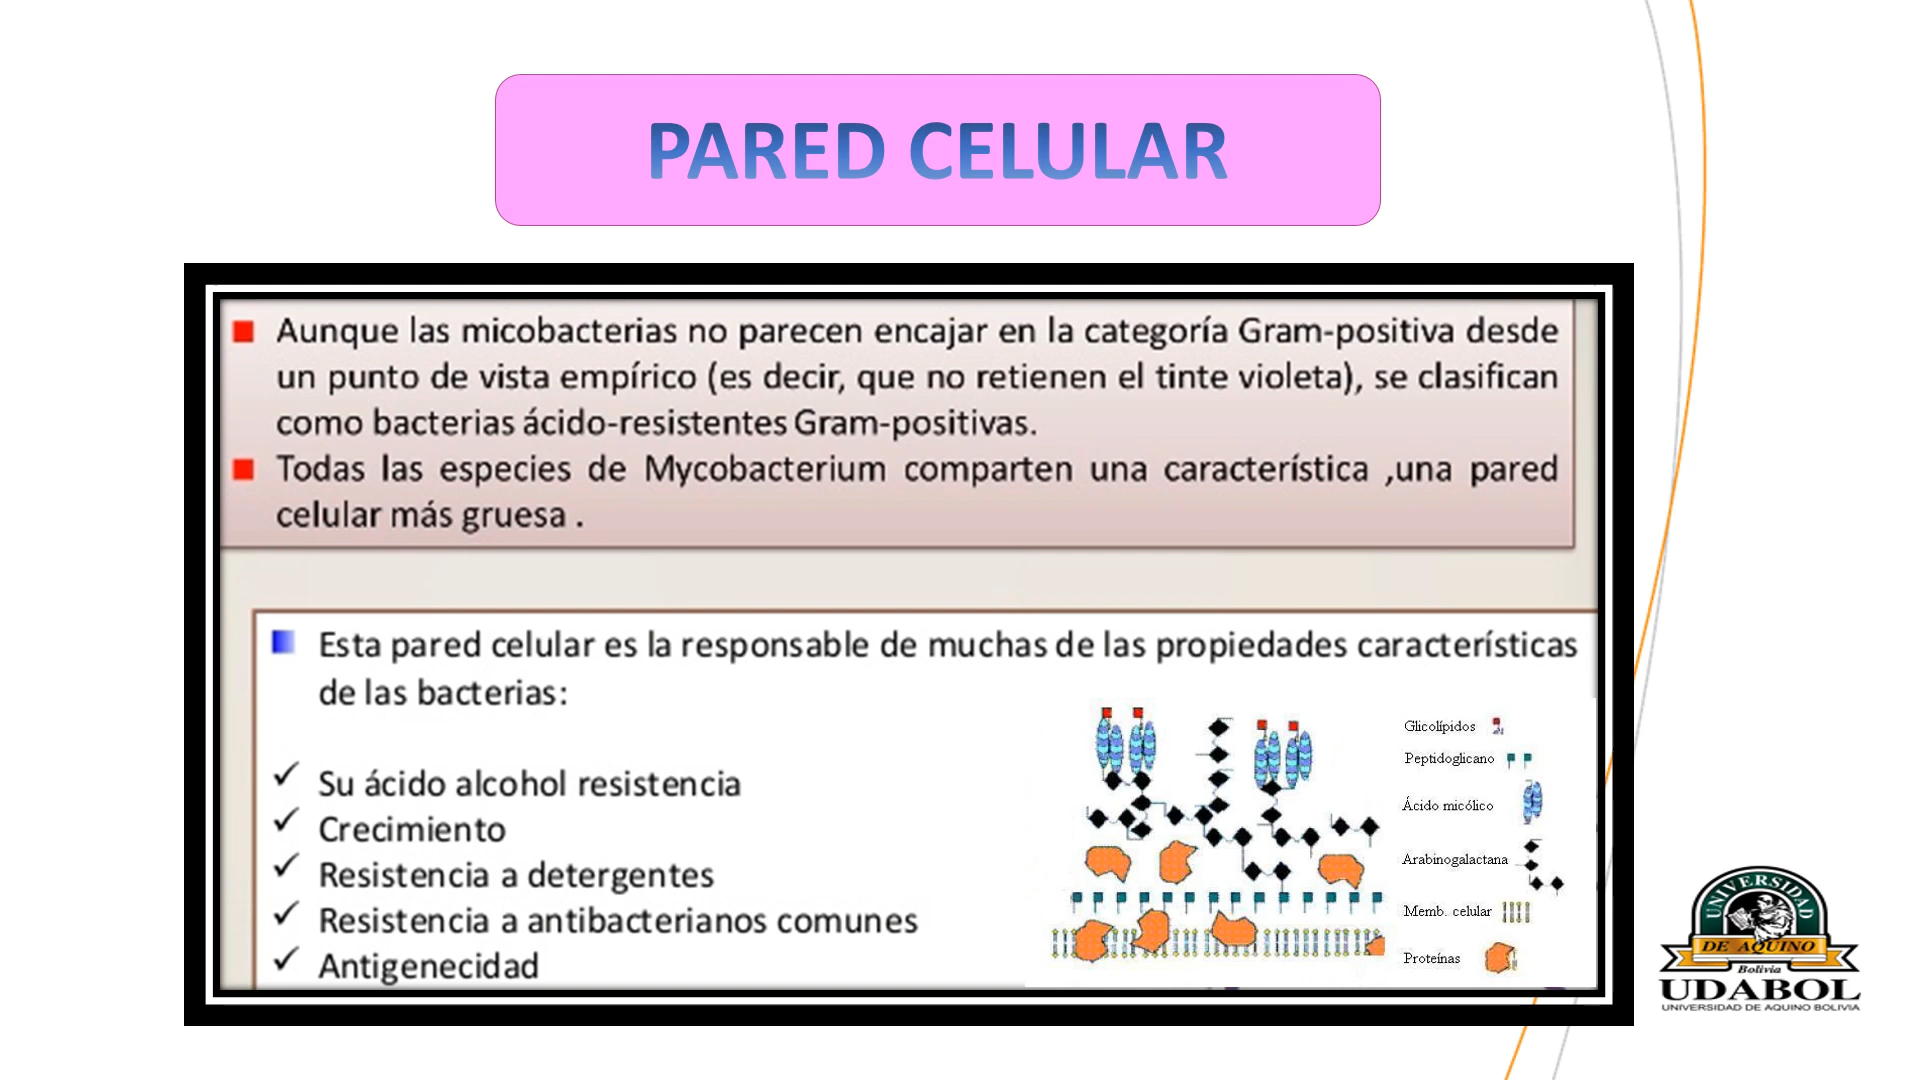 PARED CELULAR
Aunque las micobacterias no parecen encajar en la categoría Gram-positiva desde
un punto de vista empírico (es decir, que no retienen el tinte violeta), se clasifican
como bacterias ácido-resistentes Gram-positivas.
Todas las especies de Mycobacterium comparten una característica ,una pared
celular más gruesa .
Esta pared celular es la responsable de muchas de las propiedades características
de las bacterias:
Su ácido alcohol resistencia
Crecimiento
Resistencia a detergentes
Resistencia a antibacterianos comunes
Antigenecidad
Glicolípidos
Peptidoglicano
Ácido micólico
Arabinogalactana
Memb. celular
Proteínas
UNIVERSIDAD
DE AQUINO
Bolivia
UDABOL
UNIVERSIDAD DE AQUINO BOLIVIA